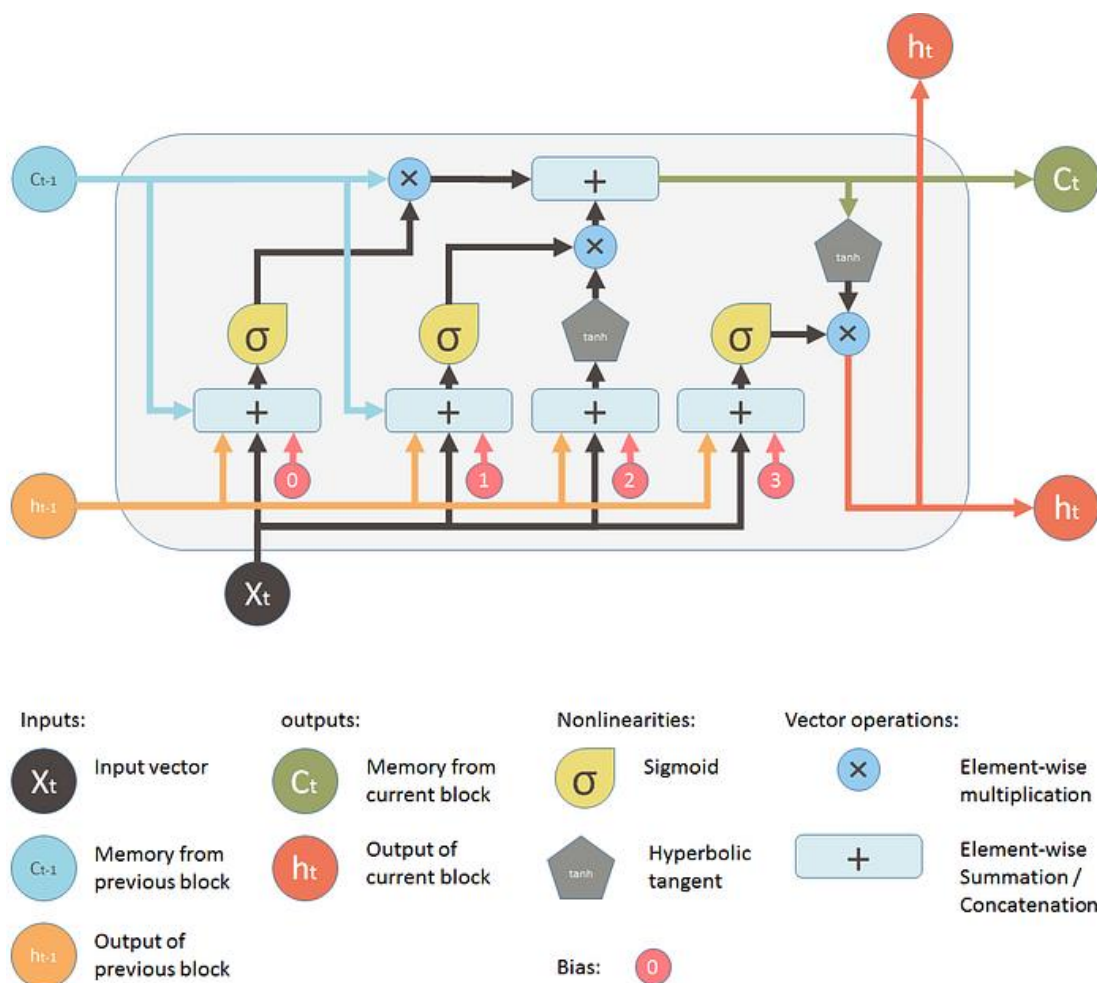 ht
Ct-1
×
+
Ct
×
tanh
σ
σ
tanh
σ
×
+
+
+
+
0
1
2
3
ht-1
ht
Xt
Inputs:
outputs:
Nonlinearities:
Vector operations:
Xt
Input vector
Ct
Memory from
current block
σ
Sigmoid
×
Element-wise
multiplication
Ct-1
Memory from
previous block
ht
Output of
current block
tanh
Hyperbolic
tangent
+
Element-wise
Summation /
Concatenation
ht-1
Output of
previous block
Bias:
0